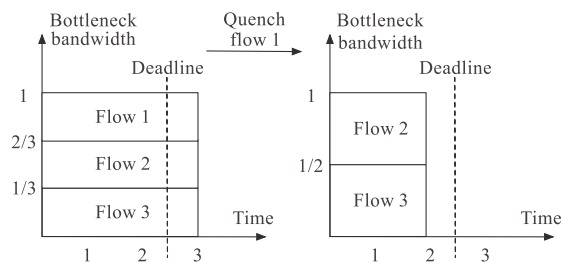 Bottleneck
bandwidth
Deadline
1
Flow 1
2/3
Flow 2
1/3
Flow 3
Time
1 2 3
Quench
flow 1
Bottleneck
bandwidth
Deadline
1
Flow 2
1/2
Flow 3
Time
1 2 3